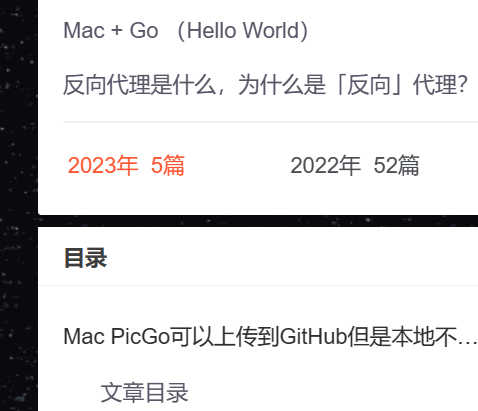 Mac + Go （Hello World）
反向代理是什么，为什么是「反向」代理？
2023年 5篇 2022年 52篇
目录
Mac PicGo可以上传到GitHub但是本地不…
文章目录